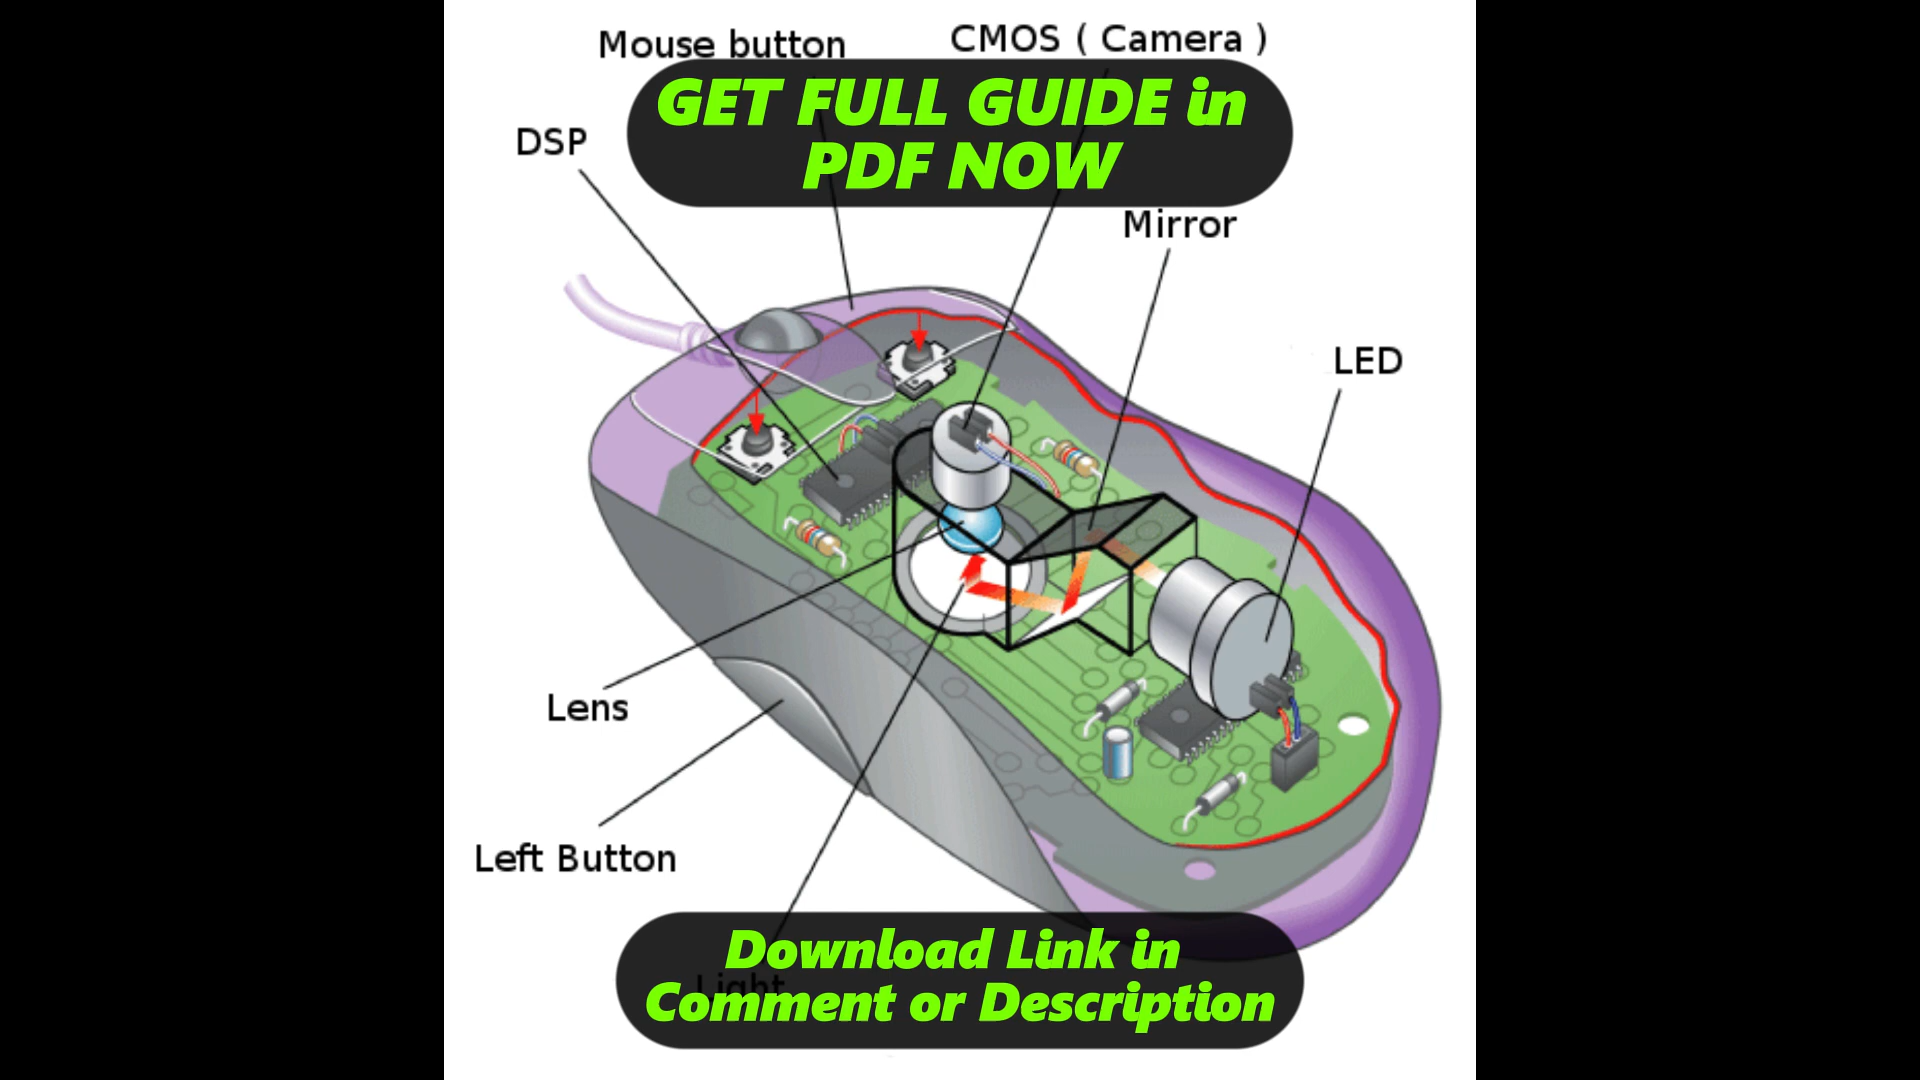 Mouse button
CMOS ( Camera )
GET FULL GUIDE in
PDF NOW
DSP
Mirror
LED
Lens
Left Button
Download Link in
Light
Comment or Description